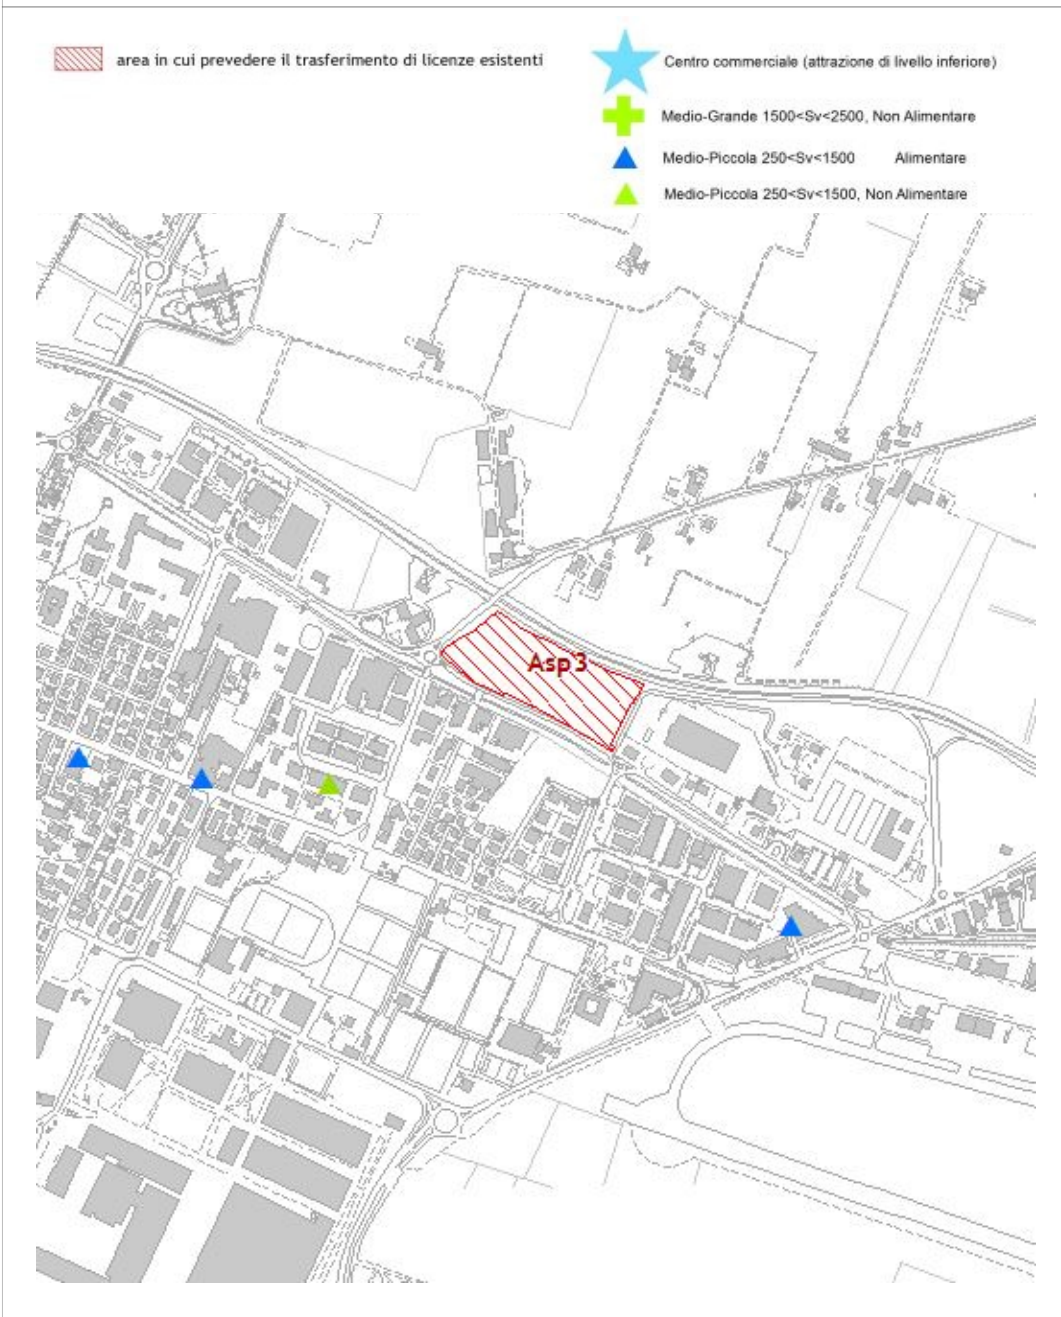 area in cui prevedere il trasferimento di licenze esistenti
Centro commerciale (attrazione di livello inferiore)
Medio-Grande 1500<Sv<2500, Non Alimentare
Medio-Piccola 250<Sv<1500 Alimentare
Medio-Piccola 250<Sv<1500, Non Alimentare
Asp3